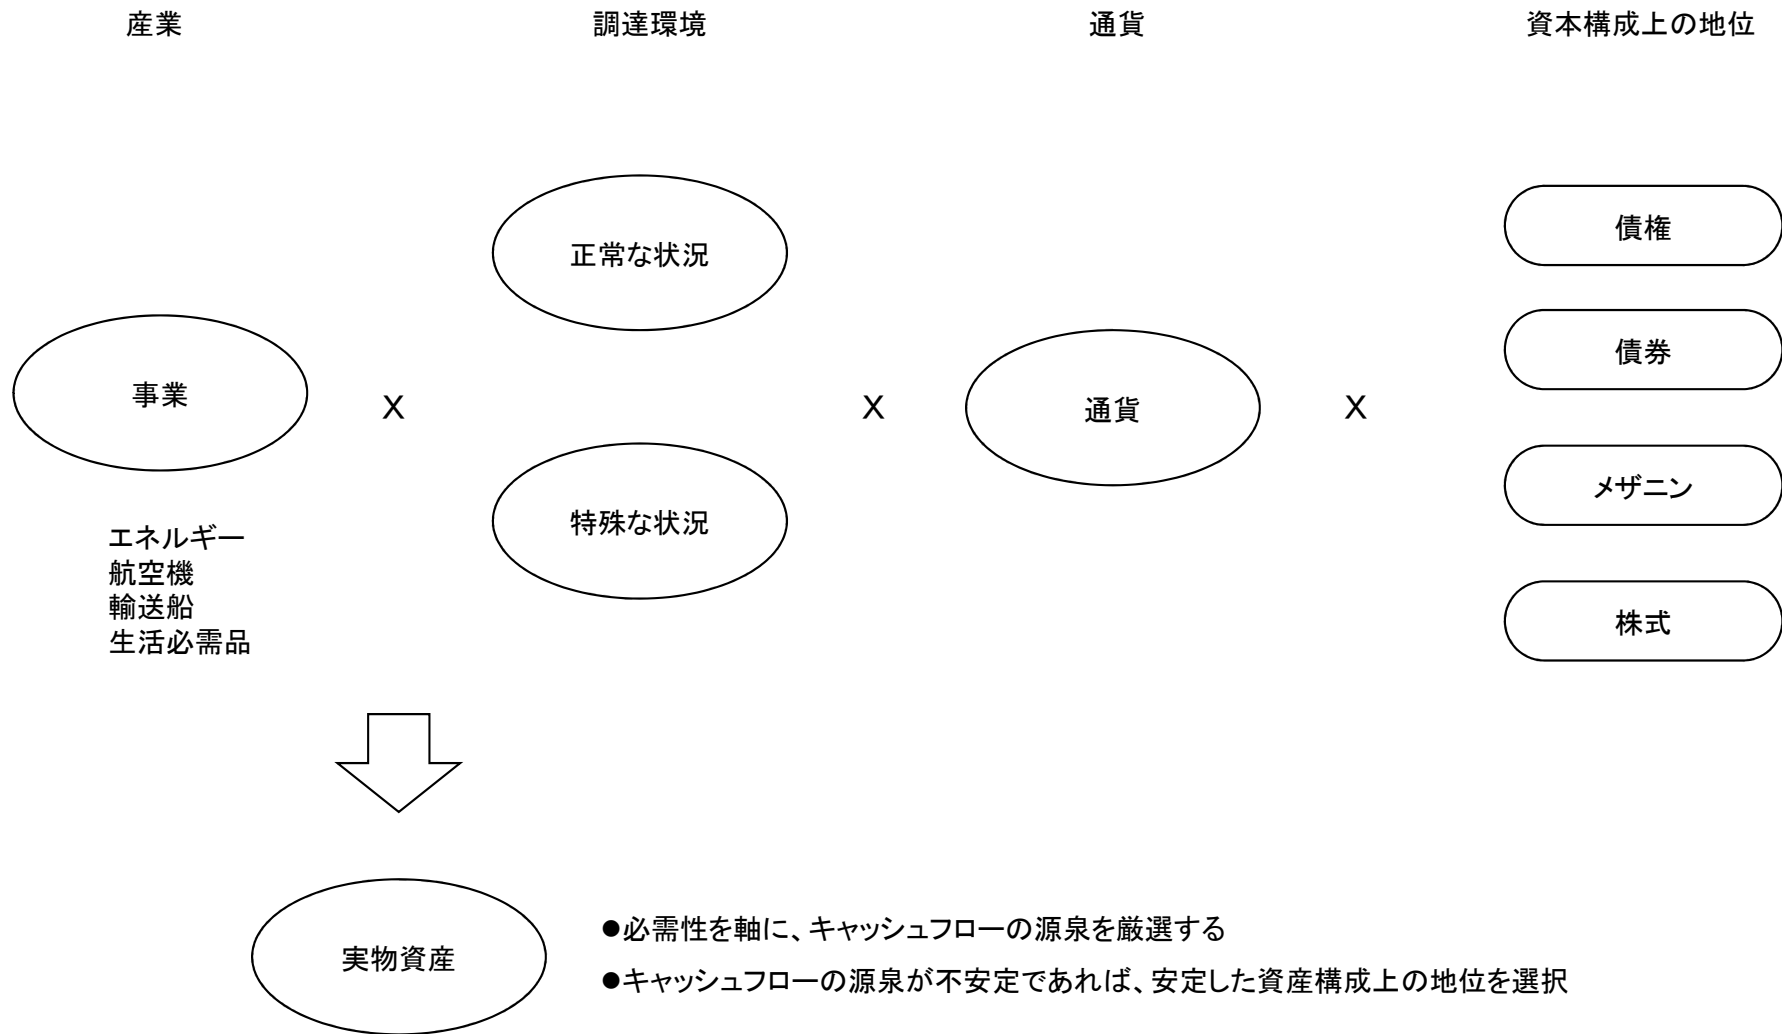 産業
調達環境
通貨
資本構成上の地位
正常な状況
債権
債券
事業
X
X
通貨
X
メザニン
特殊な状況
エネルギー
航空機
輸送船
生活必需品
株式
実物資産
●必需性を軸に、キャッシュフローの源泉を厳選する
●キャッシュフローの源泉が不安定であれば、安定した資産構成上の地位を選択